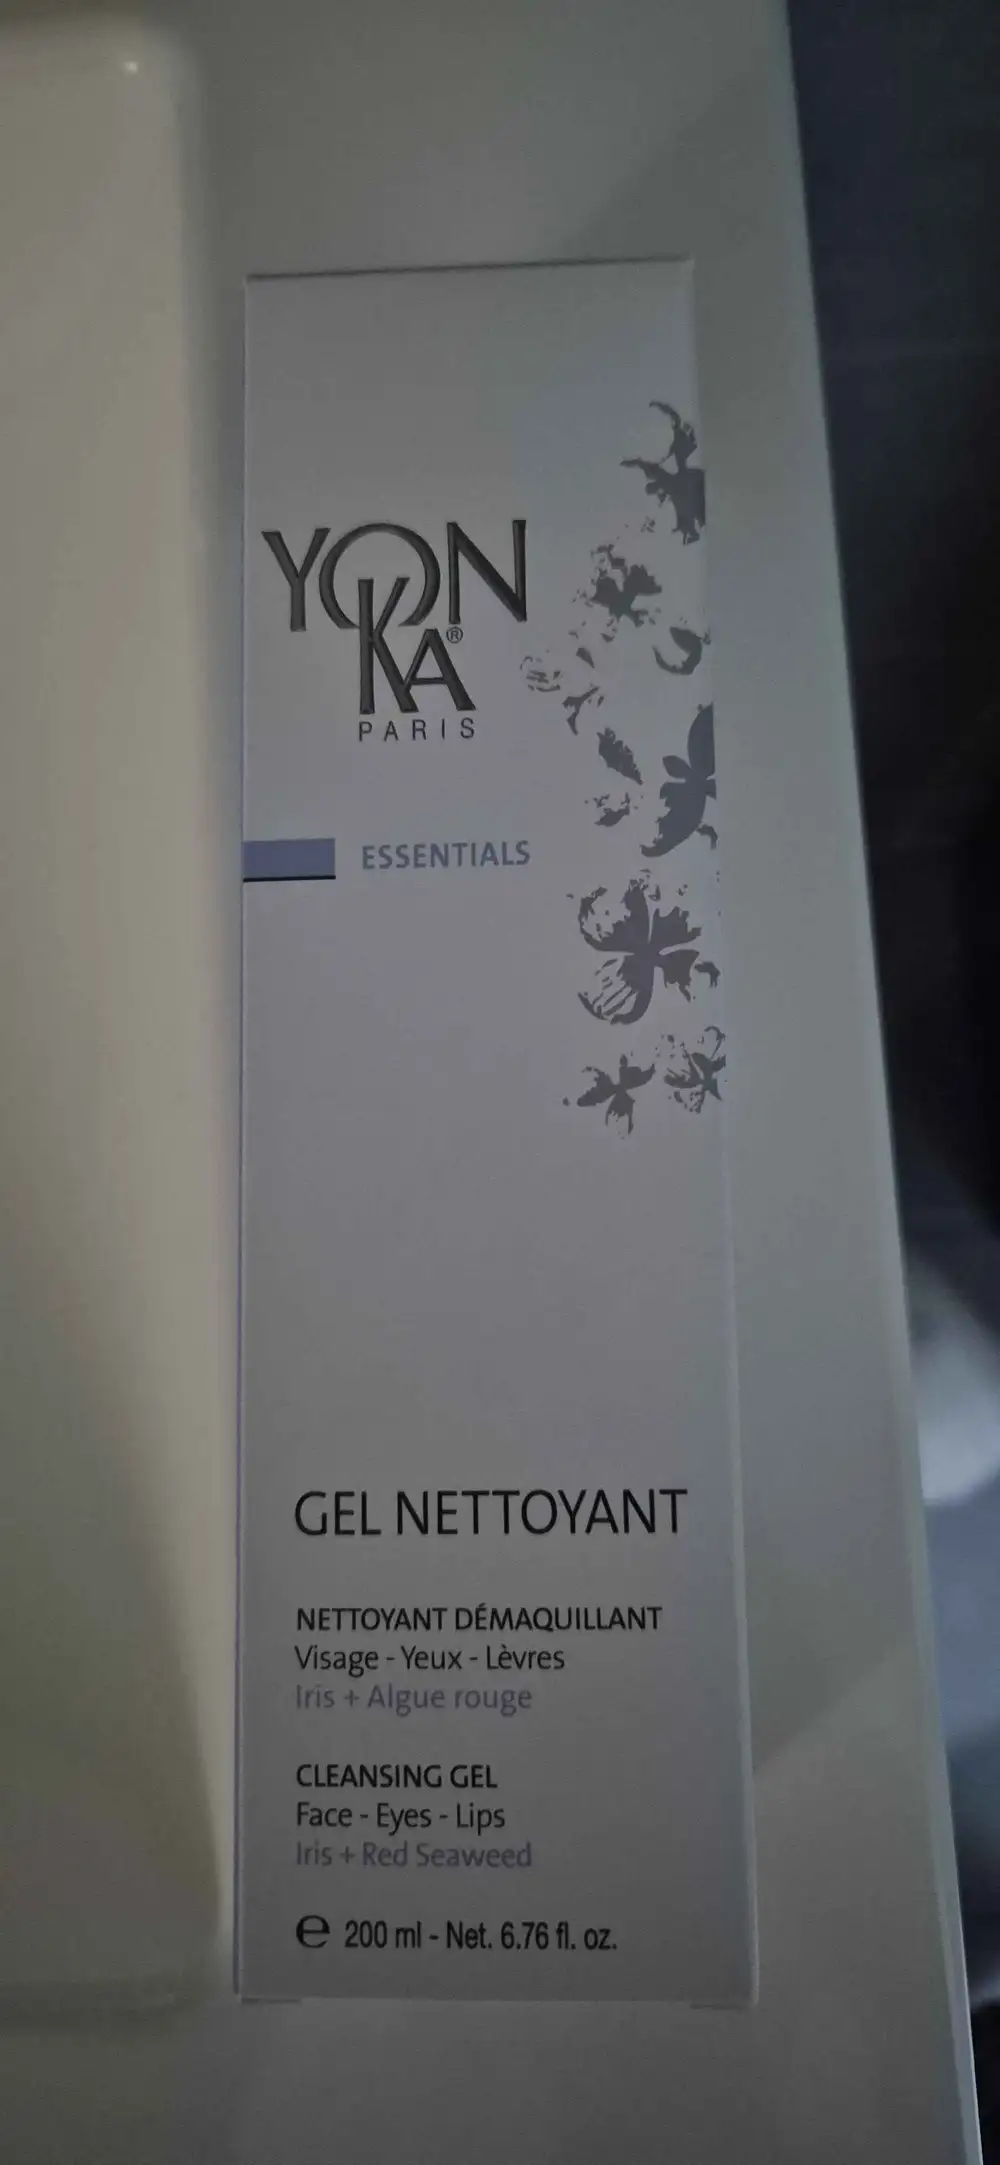 YON
KA®
PARIS
ESSENTIALS
GEL NETTOYANT
NETTOYANT DÉMAQUILLANT
Visage - Yeux - Lèvres
Iris + Algue rouge
CLEANSING GEL
Face - Eyes - Lips
Iris + Red Seaweed
℮ 200 ml - Net. 6.76 fl. oz.